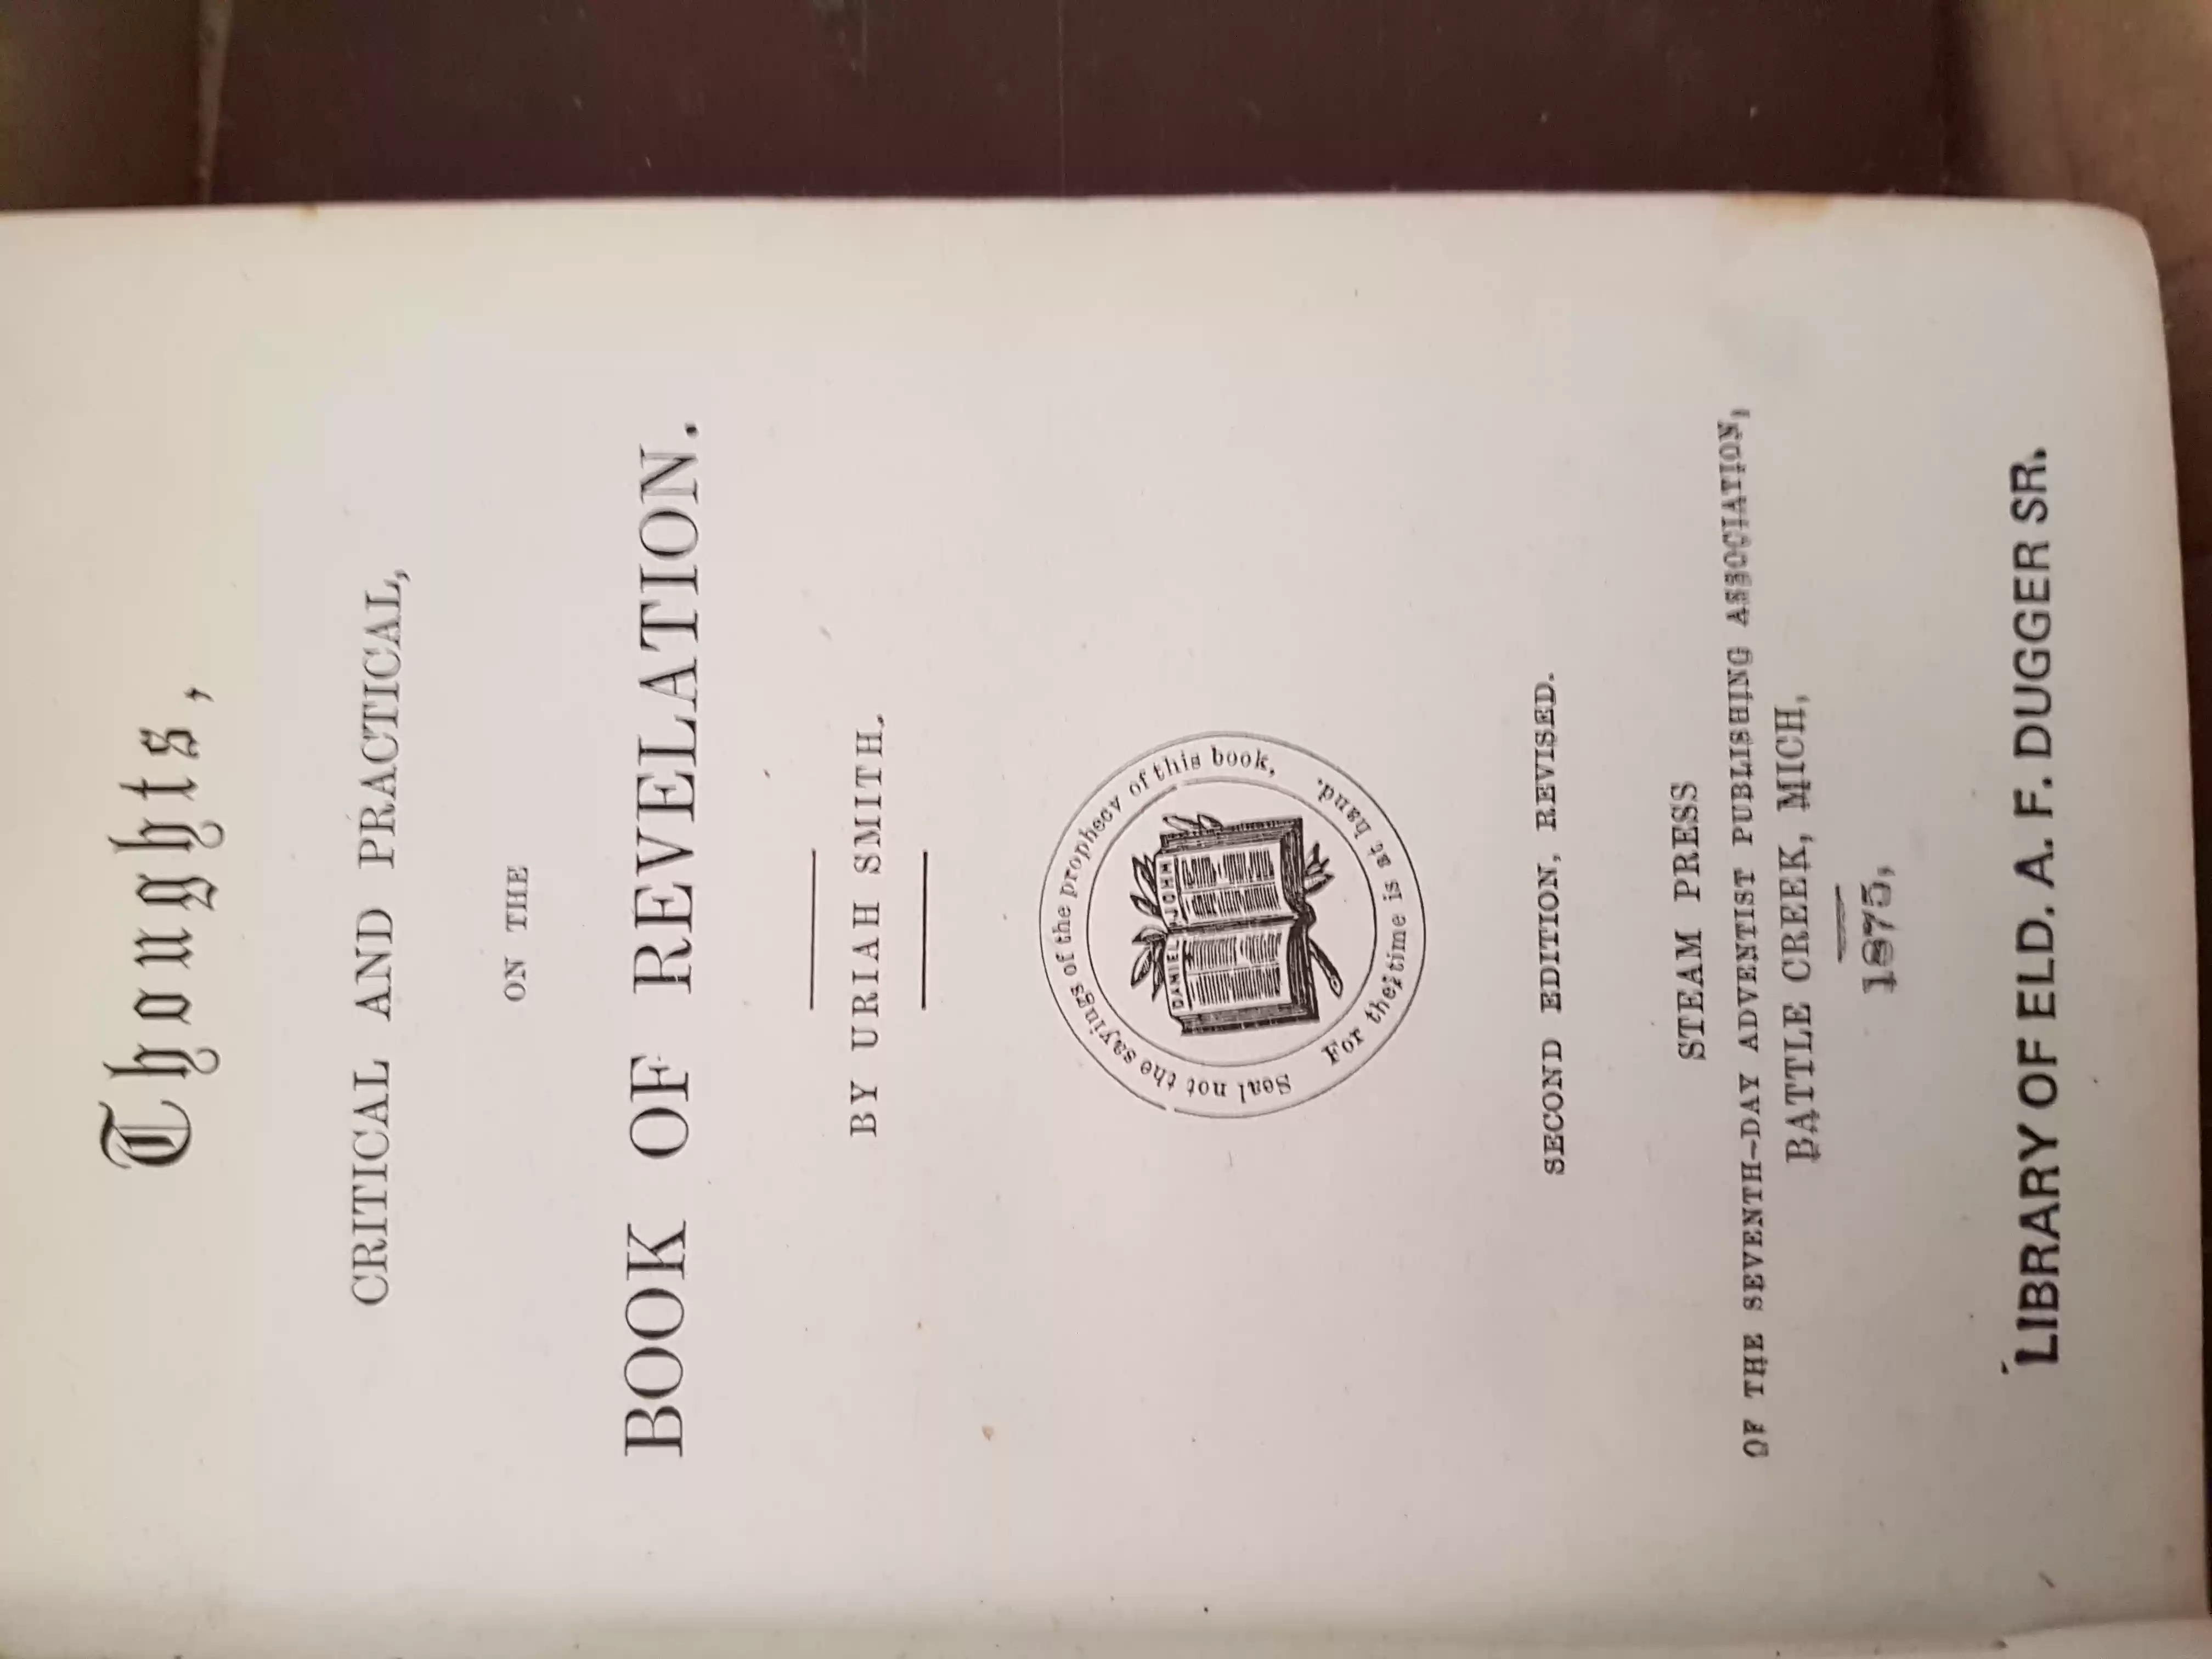 Thoughts,
CRITICAL AND PRACTICAL,
ON THE
BOOK OF REVELATION.
BY URIAH SMITH.
Seal not the sayings of the prophecy of this book,
For the time is at hand.
DANIEL JOHN
SECOND EDITION, REVISED.
STEAM PRESS
OF THE SEVENTH-DAY ADVENTIST PUBLISHING ASSOCIATION,
BATTLE CREEK, MICH,
1875,
LIBRARY OF ELD. A. F. DUGGER SR.